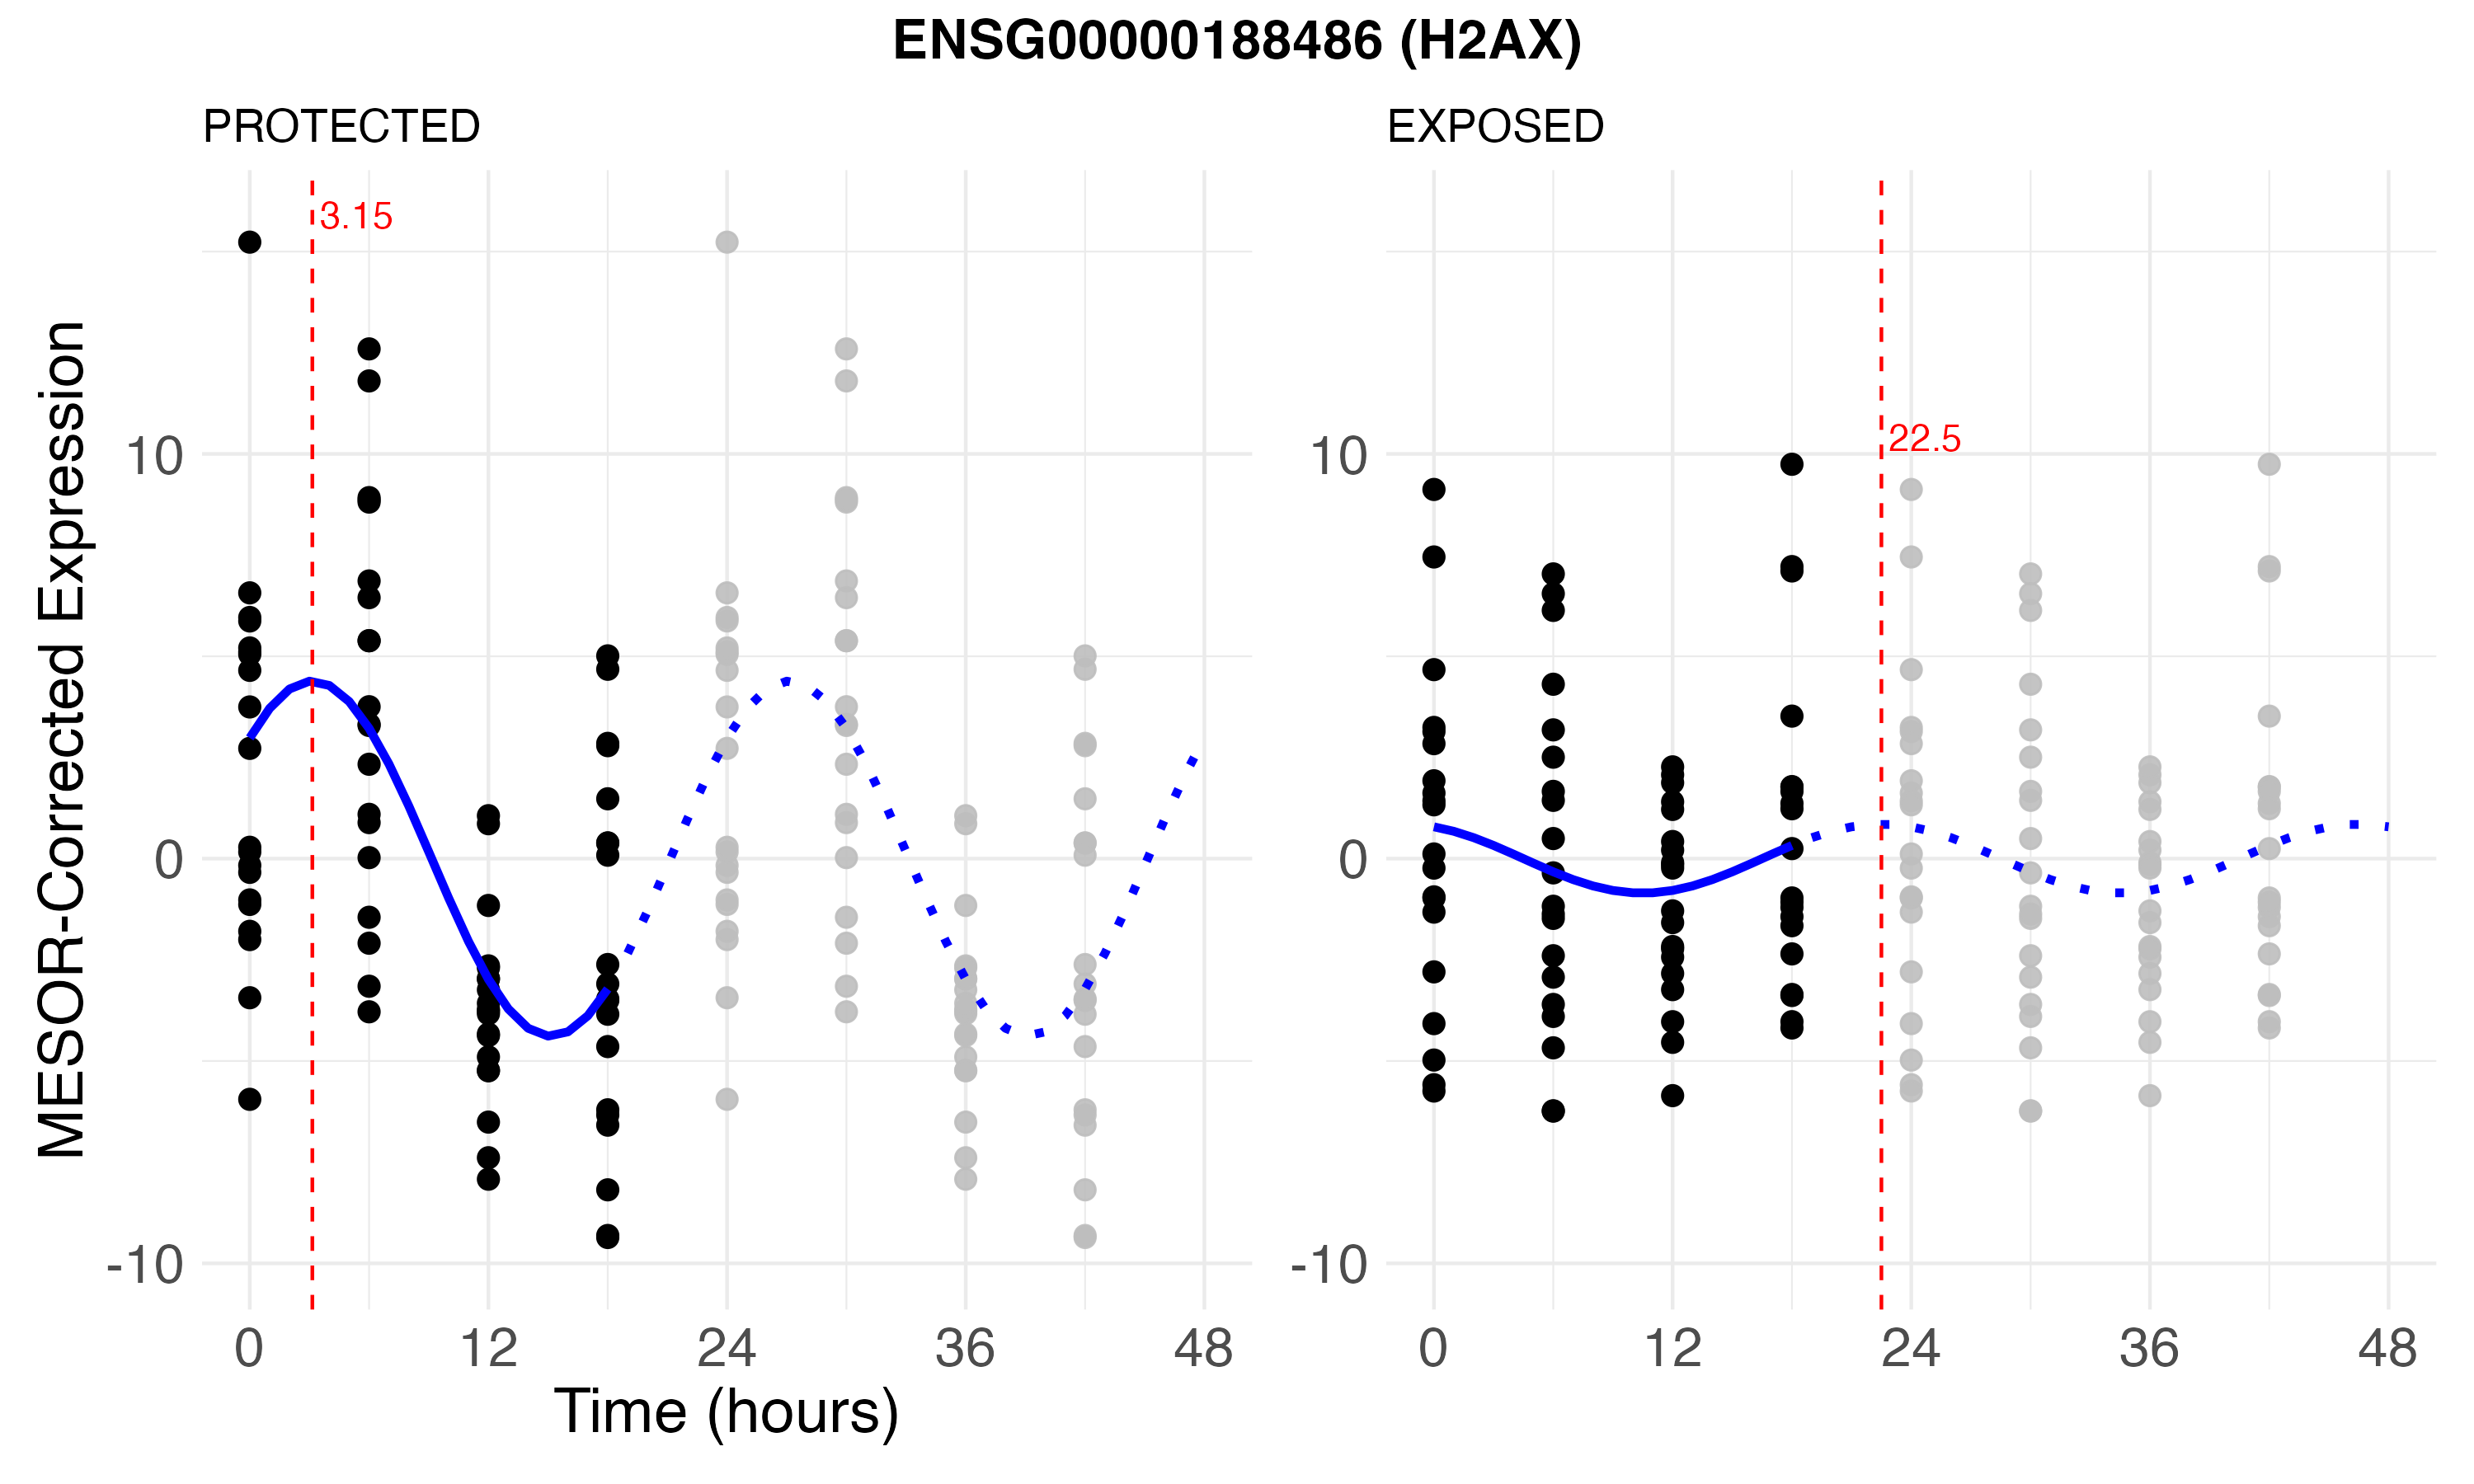 ENSG00000188486 (H2AX)
PROTECTED
EXPOSED
MESOR-Corrected Expression
3.15
22.5
10
0
-10
10
0
-10
0 12 24 36 48
0 12 24 36 48
Time (hours)